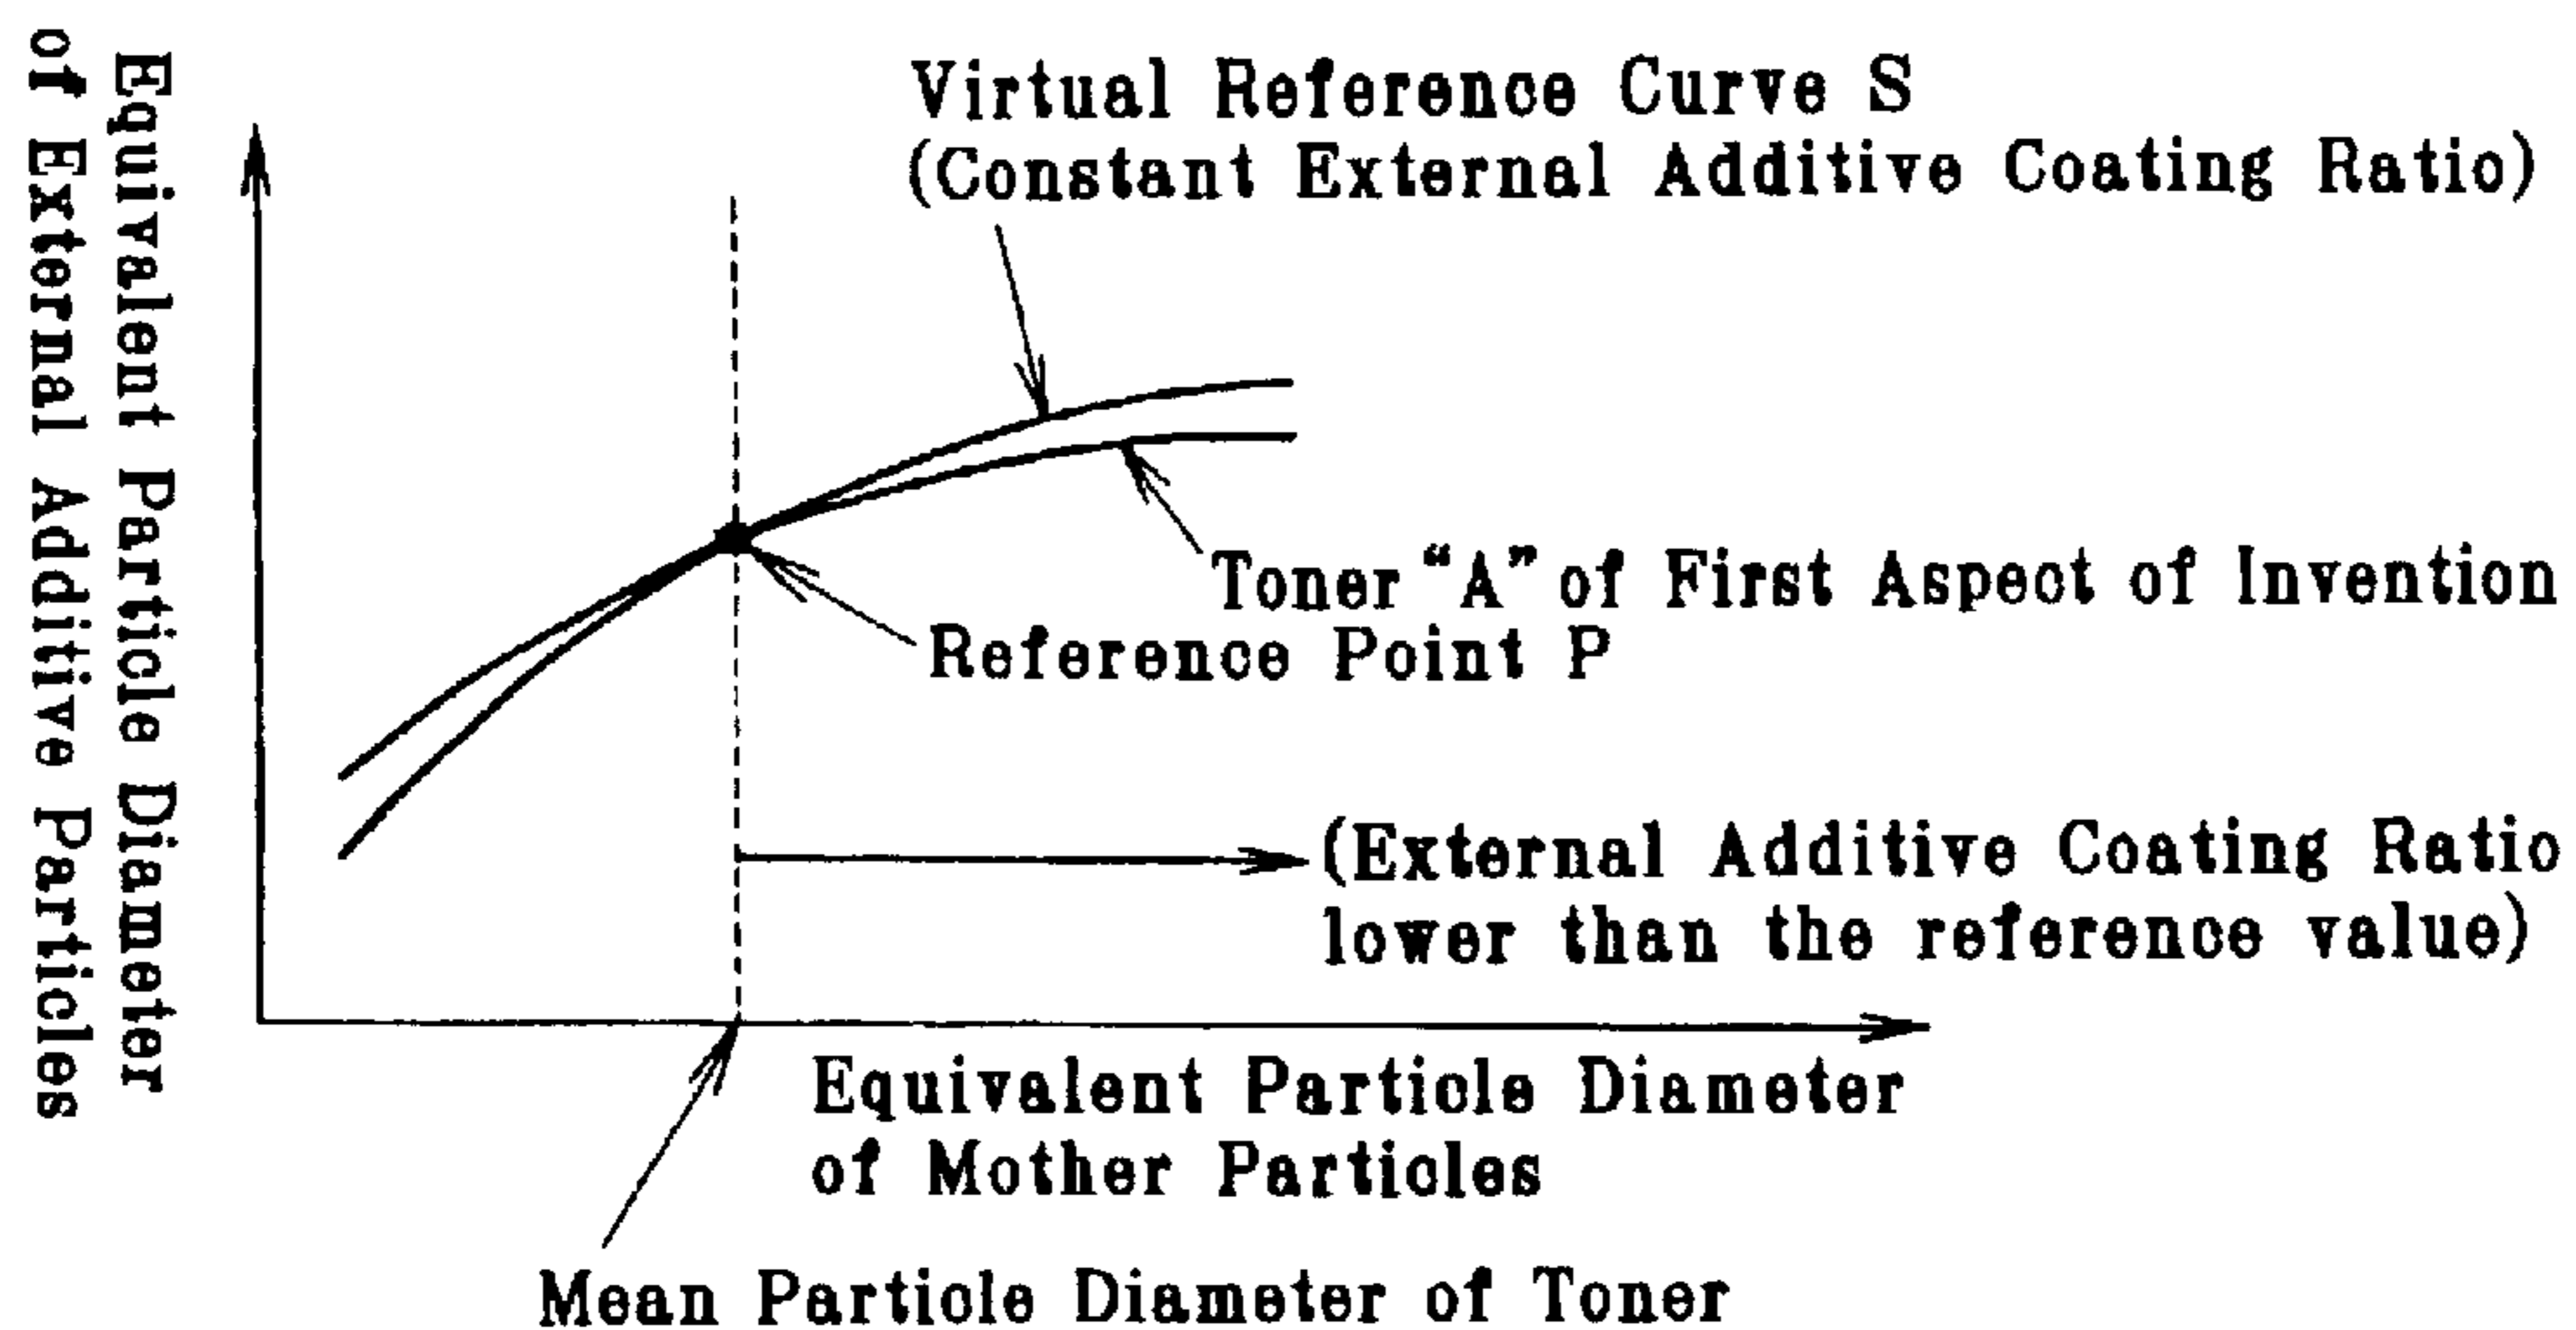 Equivalent Particle Diameter
of External Additive Particles
Virtual Reference Curve S
(Constant External Additive Coating Ratio)
Toner “A” of First Aspect of Invention
Reference Point P
(External Additive Coating Ratio
lower than the reference value)
Equivalent Particle Diameter
of Mother Particles
Mean Particle Diameter of Toner